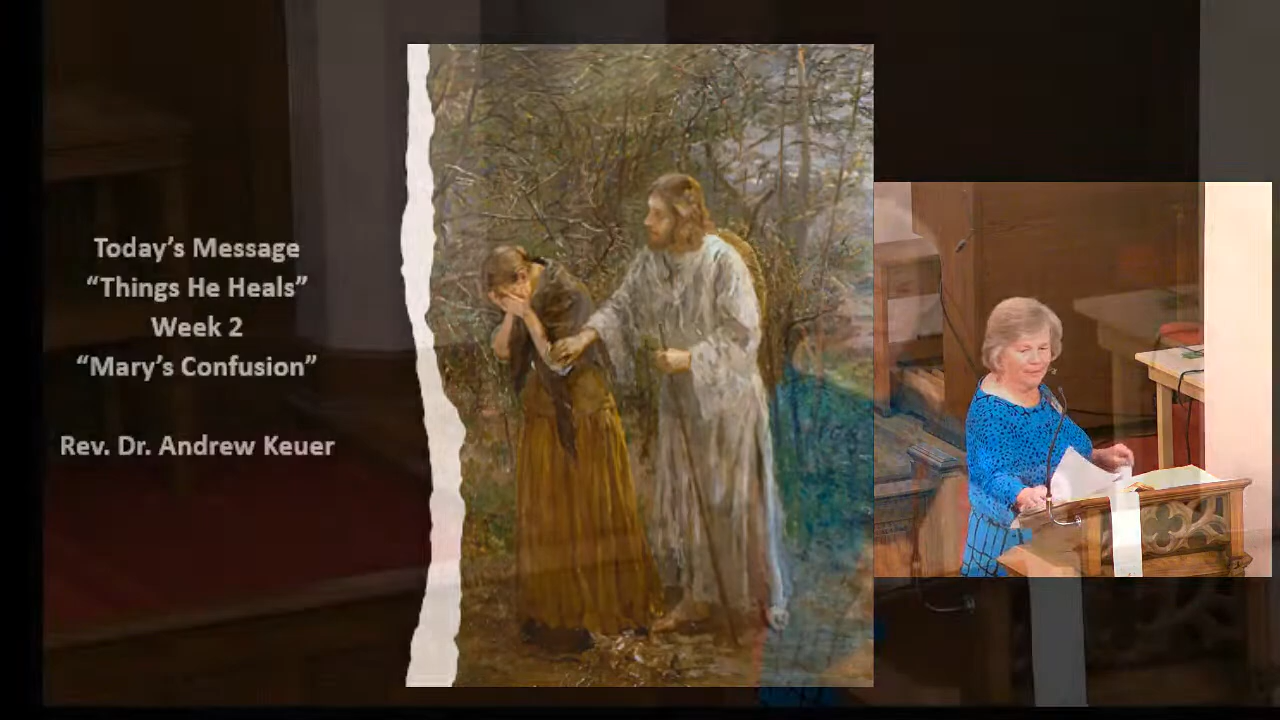 Today’s Message
“Things He Heals”
Week 2
“Mary’s Confusion”
Rev. Dr. Andrew Keuer